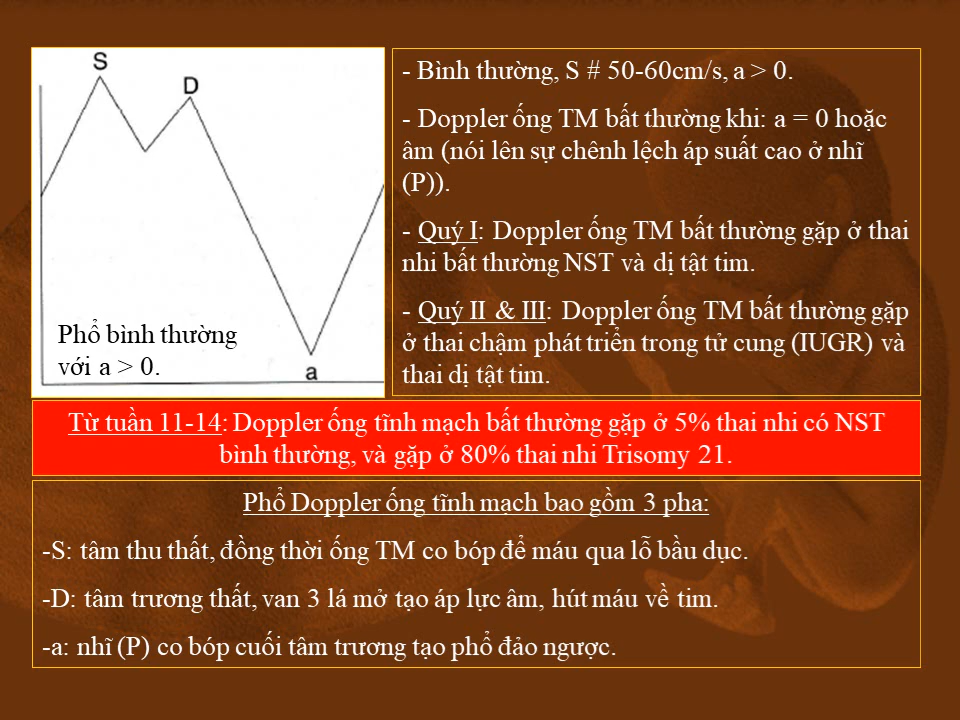 S
D
a
Phổ bình thường
với a > 0.
- Bình thường, S # 50-60cm/s, a > 0.
- Doppler ống TM bất thường khi: a = 0 hoặc
âm (nói lên sự chênh lệch áp suất cao ở nhĩ
(P)).
- Quý I: Doppler ống TM bất thường gặp ở thai
nhi bất thường NST và dị tật tim.
- Quý II & III: Doppler ống TM bất thường gặp
ở thai chậm phát triển trong tử cung (IUGR) và
thai dị tật tim.
Từ tuần 11-14: Doppler ống tĩnh mạch bất thường gặp ở 5% thai nhi có NST
bình thường, và gặp ở 80% thai nhi Trisomy 21.
Phổ Doppler ống tĩnh mạch bao gồm 3 pha:
-S: tâm thu thất, đồng thời ống TM co bóp để máu qua lỗ bầu dục.
-D: tâm trương thất, van 3 lá mở tạo áp lực âm, hút máu về tim.
-a: nhĩ (P) co bóp cuối tâm trương tạo phổ đảo ngược.